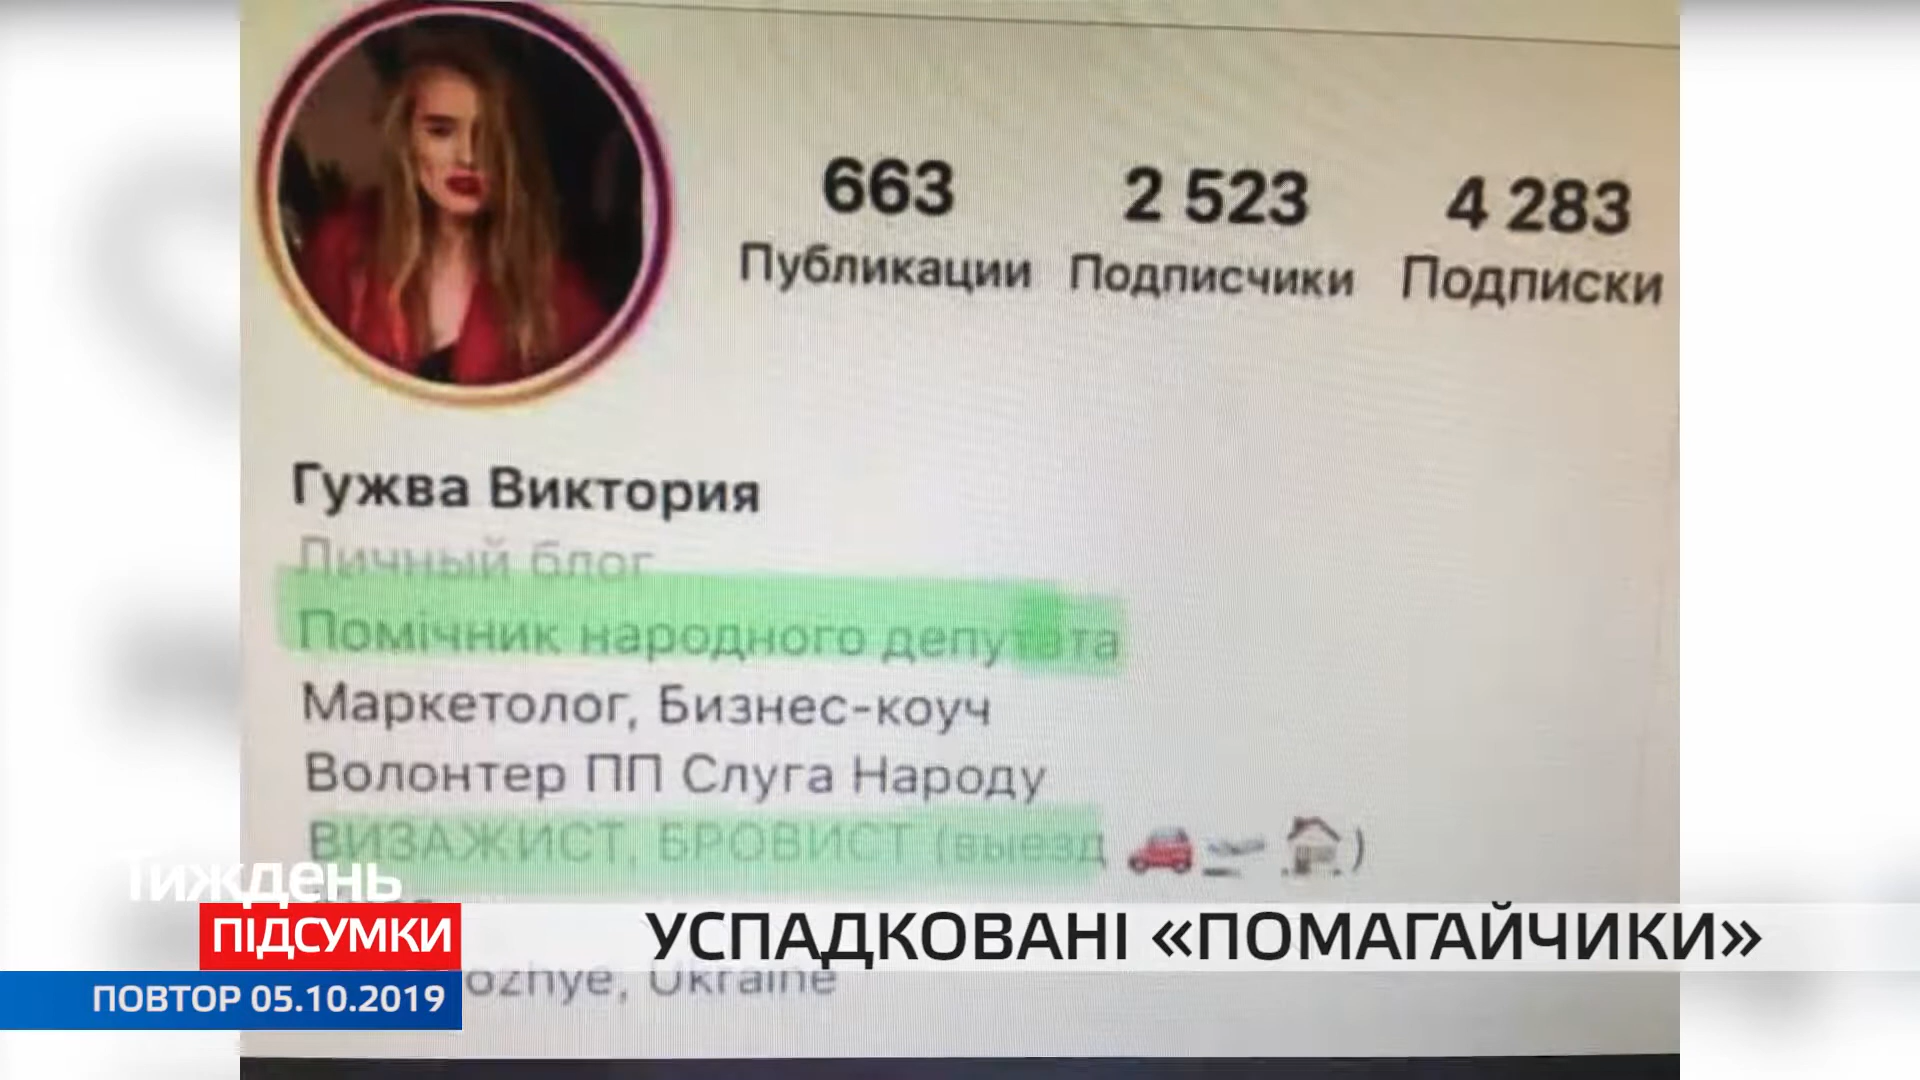 663 2 523 4 283
Публикации Подписчики Подписки
Гужва Виктория
Личный блог
Помічник народного депутата
Маркетолог, Бизнес-коуч
Волонтер ПП Слуга Народу
ВИЗАЖИСТ, БРОВИСТ (выезд 🚗🛫🏠)
Тиждень
ПІДСУМКИ
УСПАДКОВАНІ «ПОМАГАЙЧИКИ»
ozhye, Ukraine
ПОВТОР 05.10.2019